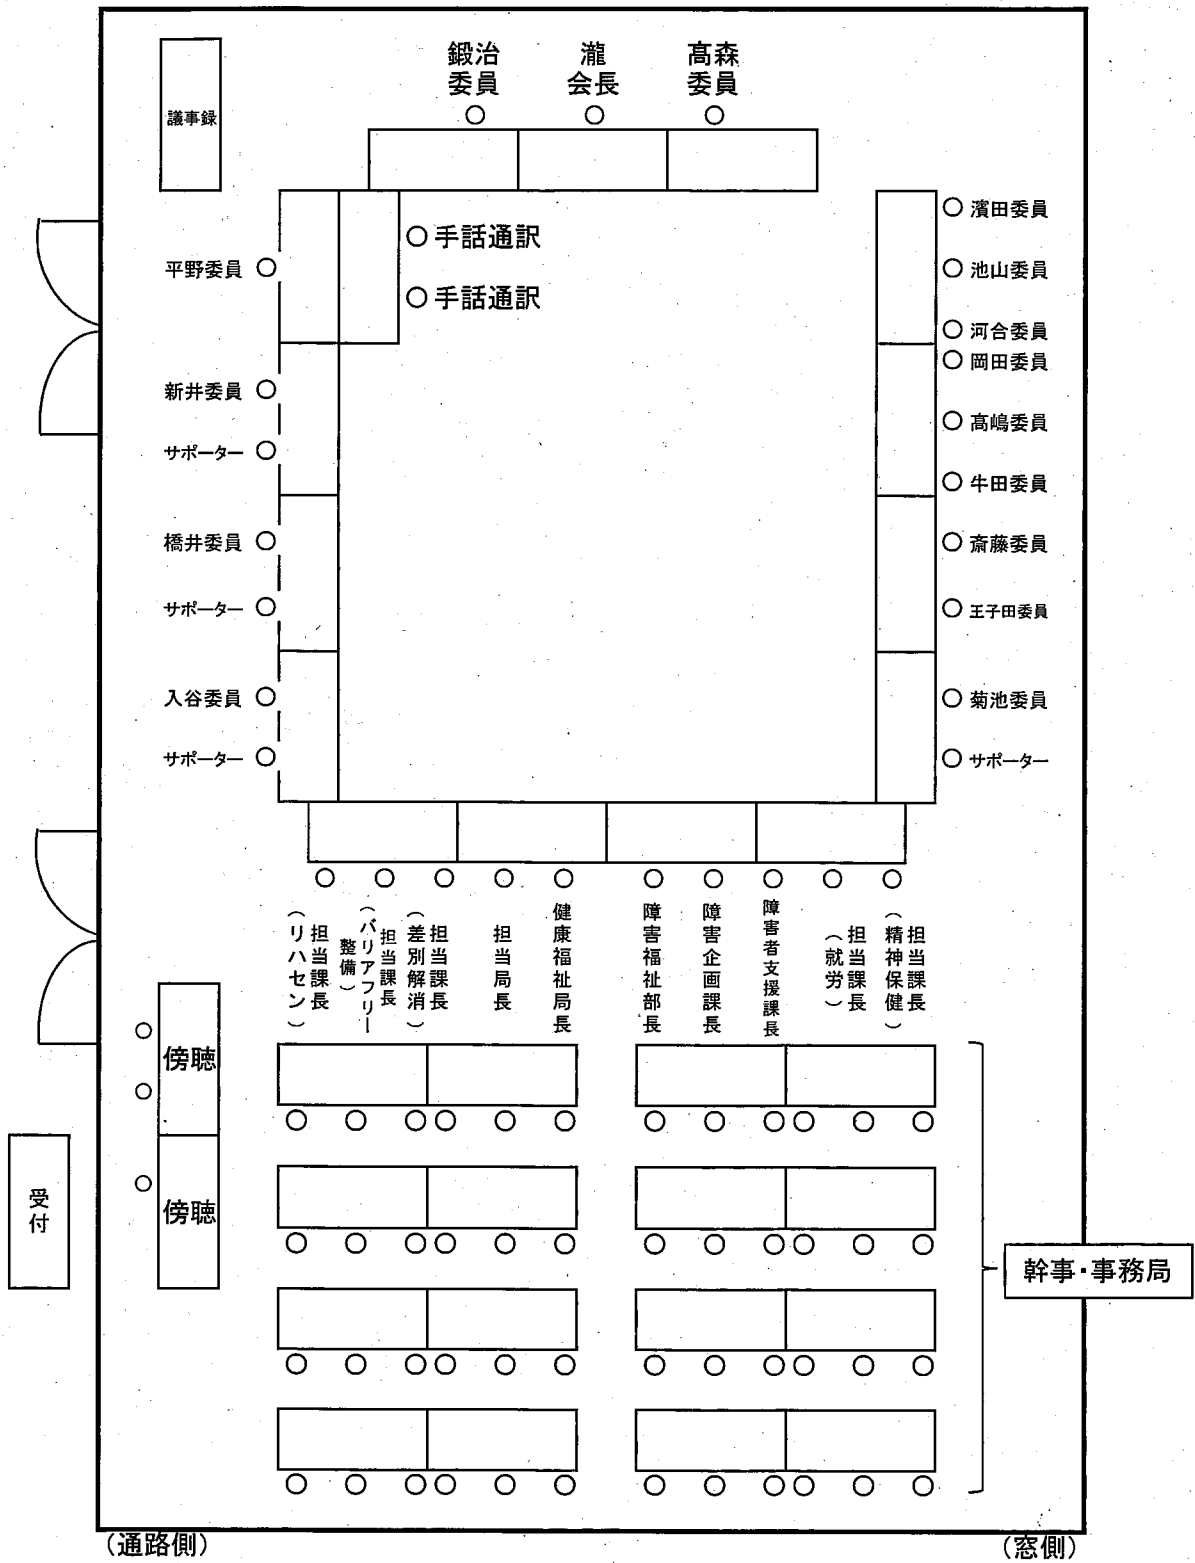 鍛治
委員
瀧
会長
髙森
委員
議事録
手話通訳
手話通訳
平野委員
新井委員
サポーター
橋井委員
サポーター
入谷委員
サポーター
濱田委員
池山委員
河合委員
岡田委員
髙嶋委員
牛田委員
斎藤委員
王子田委員
菊池委員
サポーター
担当課長
（リハセン）
担当課長
（バリアフリー
整備）
担当課長
（差別解消）
担当局長
健康福祉局長
障害福祉部長
障害企画課長
障害者支援課長
担当課長
（就労）
担当課長
（精神保健）
傍聴
傍聴
受付
幹事・事務局
（通路側）
（窓側）